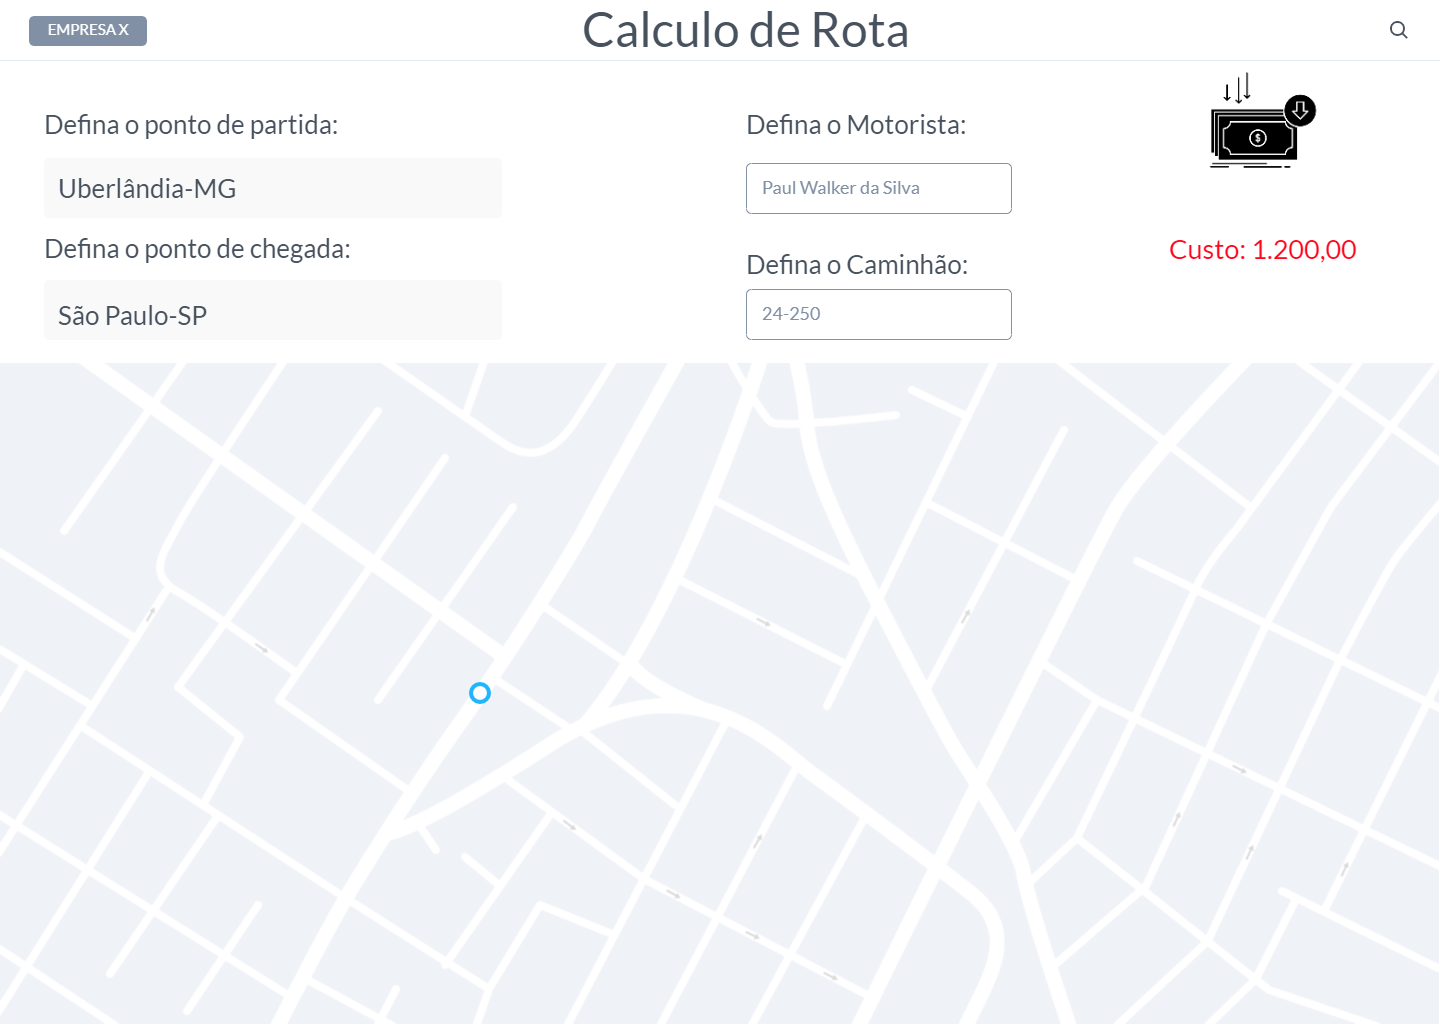 EMPRESA X
Calculo de Rota
Defina o ponto de partida:
Uberlândia-MG
Defina o ponto de chegada:
São Paulo-SP
Defina o Motorista:
Paul Walker da Silva
Defina o Caminhão:
24-250
$
Custo: 1.200,00